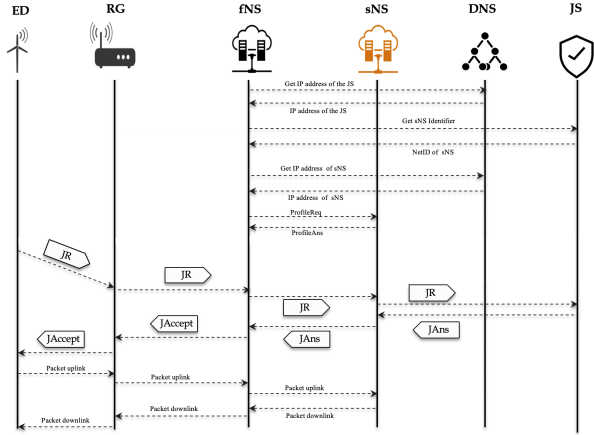 ED RG fNS sNS DNS JS
Get IP address of the JS
IP address of the JS
Get sNS Identifier
NetID of sNS
Get IP address of sNS
IP address of sNS
ProfileReq
ProfileAns
JR
JR
JR
JR
JAccept
JAccept
JAns
JAns
Packet uplink
Packet uplink
Packet uplink
Packet downlink
Packet downlink
Packet downlink